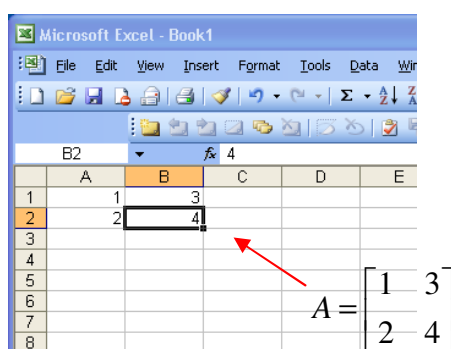 Microsoft Excel - Book1
File Edit View Insert Format Tools Data
Σ A Z
B2 fx 4
A B C D E
1 1 3
2 2 4
3
4
5
6
7
8
A = [1 3
2 4]